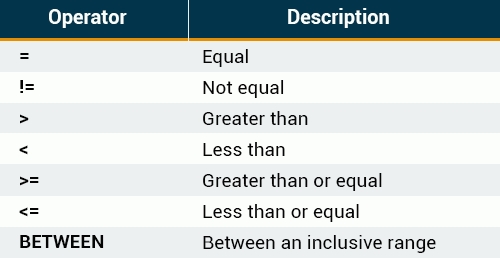 Operator Description
= Equal
!= Not equal
> Greater than
< Less than
>= Greater than or equal
<= Less than or equal
BETWEEN Between an inclusive range